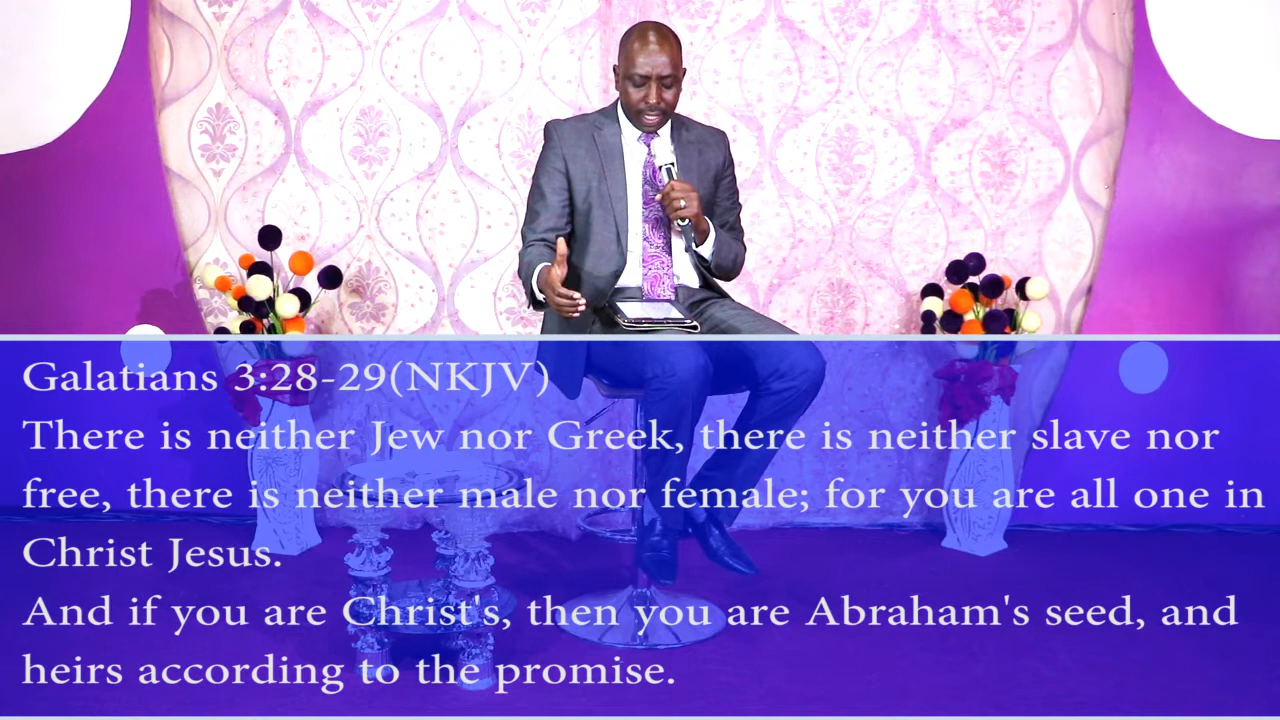 Galatians 3:28-29(NKJV)
There is neither Jew nor Greek, there is neither slave nor
free, there is neither male nor female; for you are all one in
Christ Jesus.
And if you are Christ's, then you are Abraham's seed, and
heirs according to the promise.